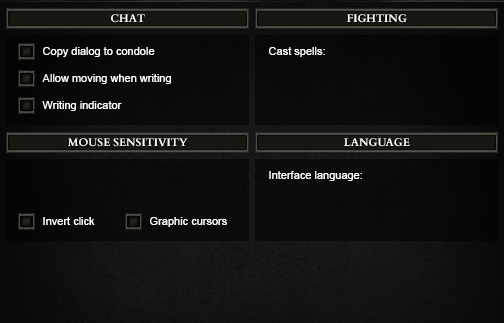 CHAT
Copy dialog to condole
Allow moving when writing
Writing indicator
FIGHTING
Cast spells:
MOUSE SENSITIVITY
Invert click
Graphic cursors
LANGUAGE
Interface language: